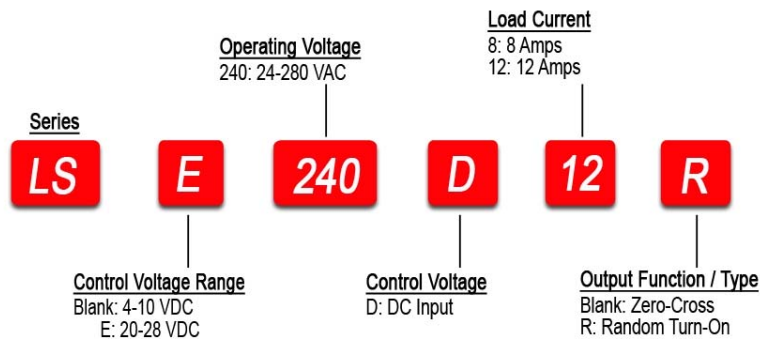 Load Current
8: 8 Amps
12: 12 Amps
Operating Voltage
240: 24-280 VAC
Series
LS E 240 D 12 R
Control Voltage Range
Blank: 4-10 VDC
E: 20-28 VDC
Control Voltage
D: DC Input
Output Function / Type
Blank: Zero-Cross
R: Random Turn-On